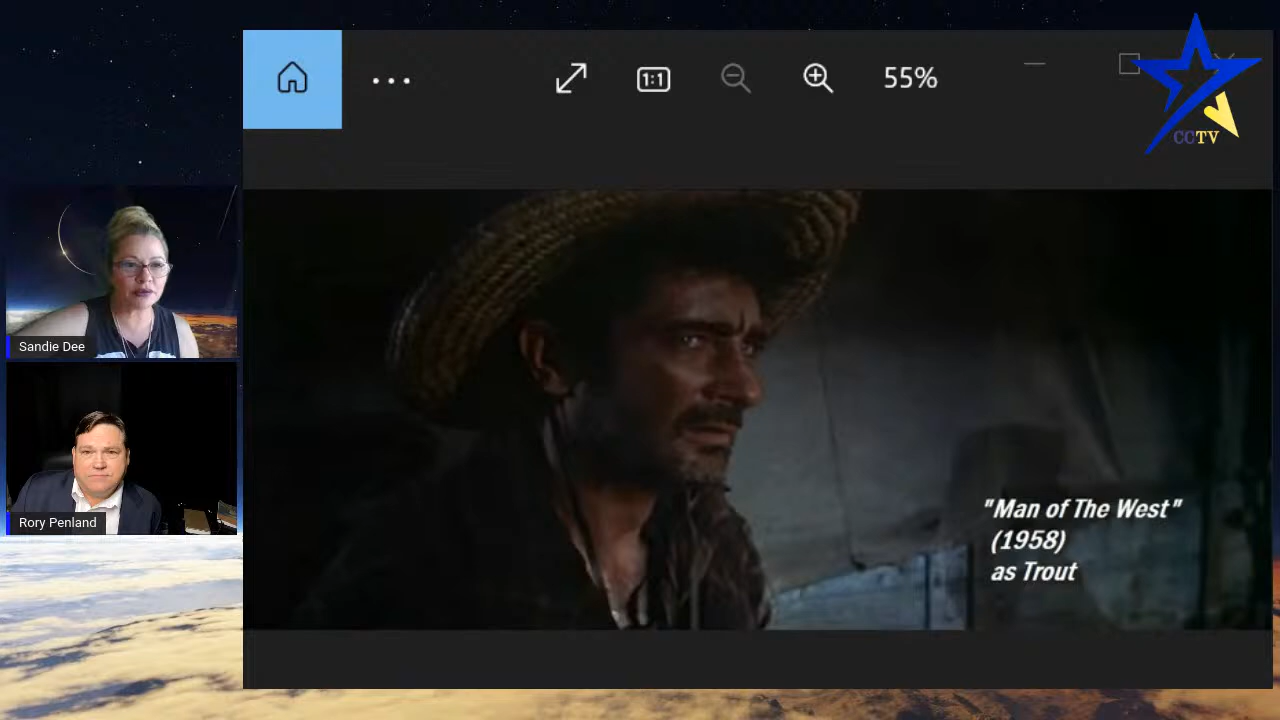 1:1
55%
CCTV
Sandie Dee
Rory Penland
"Man of The West"
(1958)
as Trout